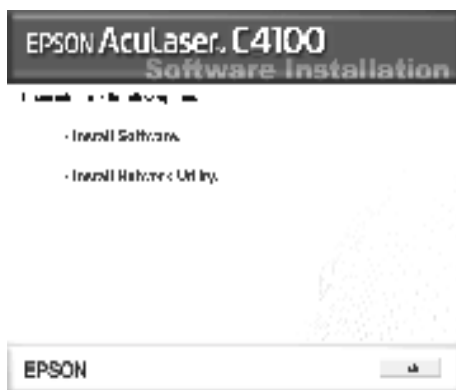 EPSON AcuLaser. C4100
Software Installation
· Install Software.
· Install Network Utility.
EPSON